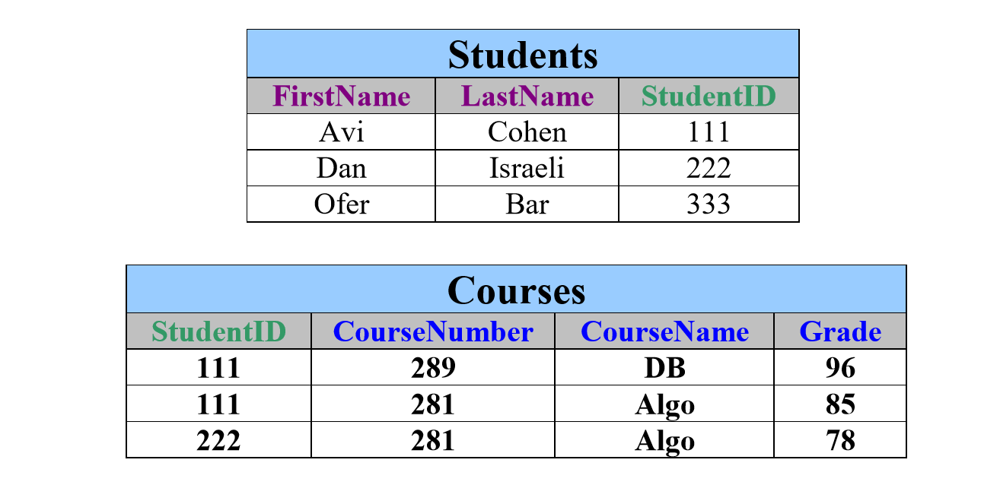 Students
FirstName LastName StudentID
Avi Cohen 111
Dan Israeli 222
Ofer Bar 333
Courses
StudentID CourseNumber CourseName Grade
111 289 DB 96
111 281 Algo 85
222 281 Algo 78